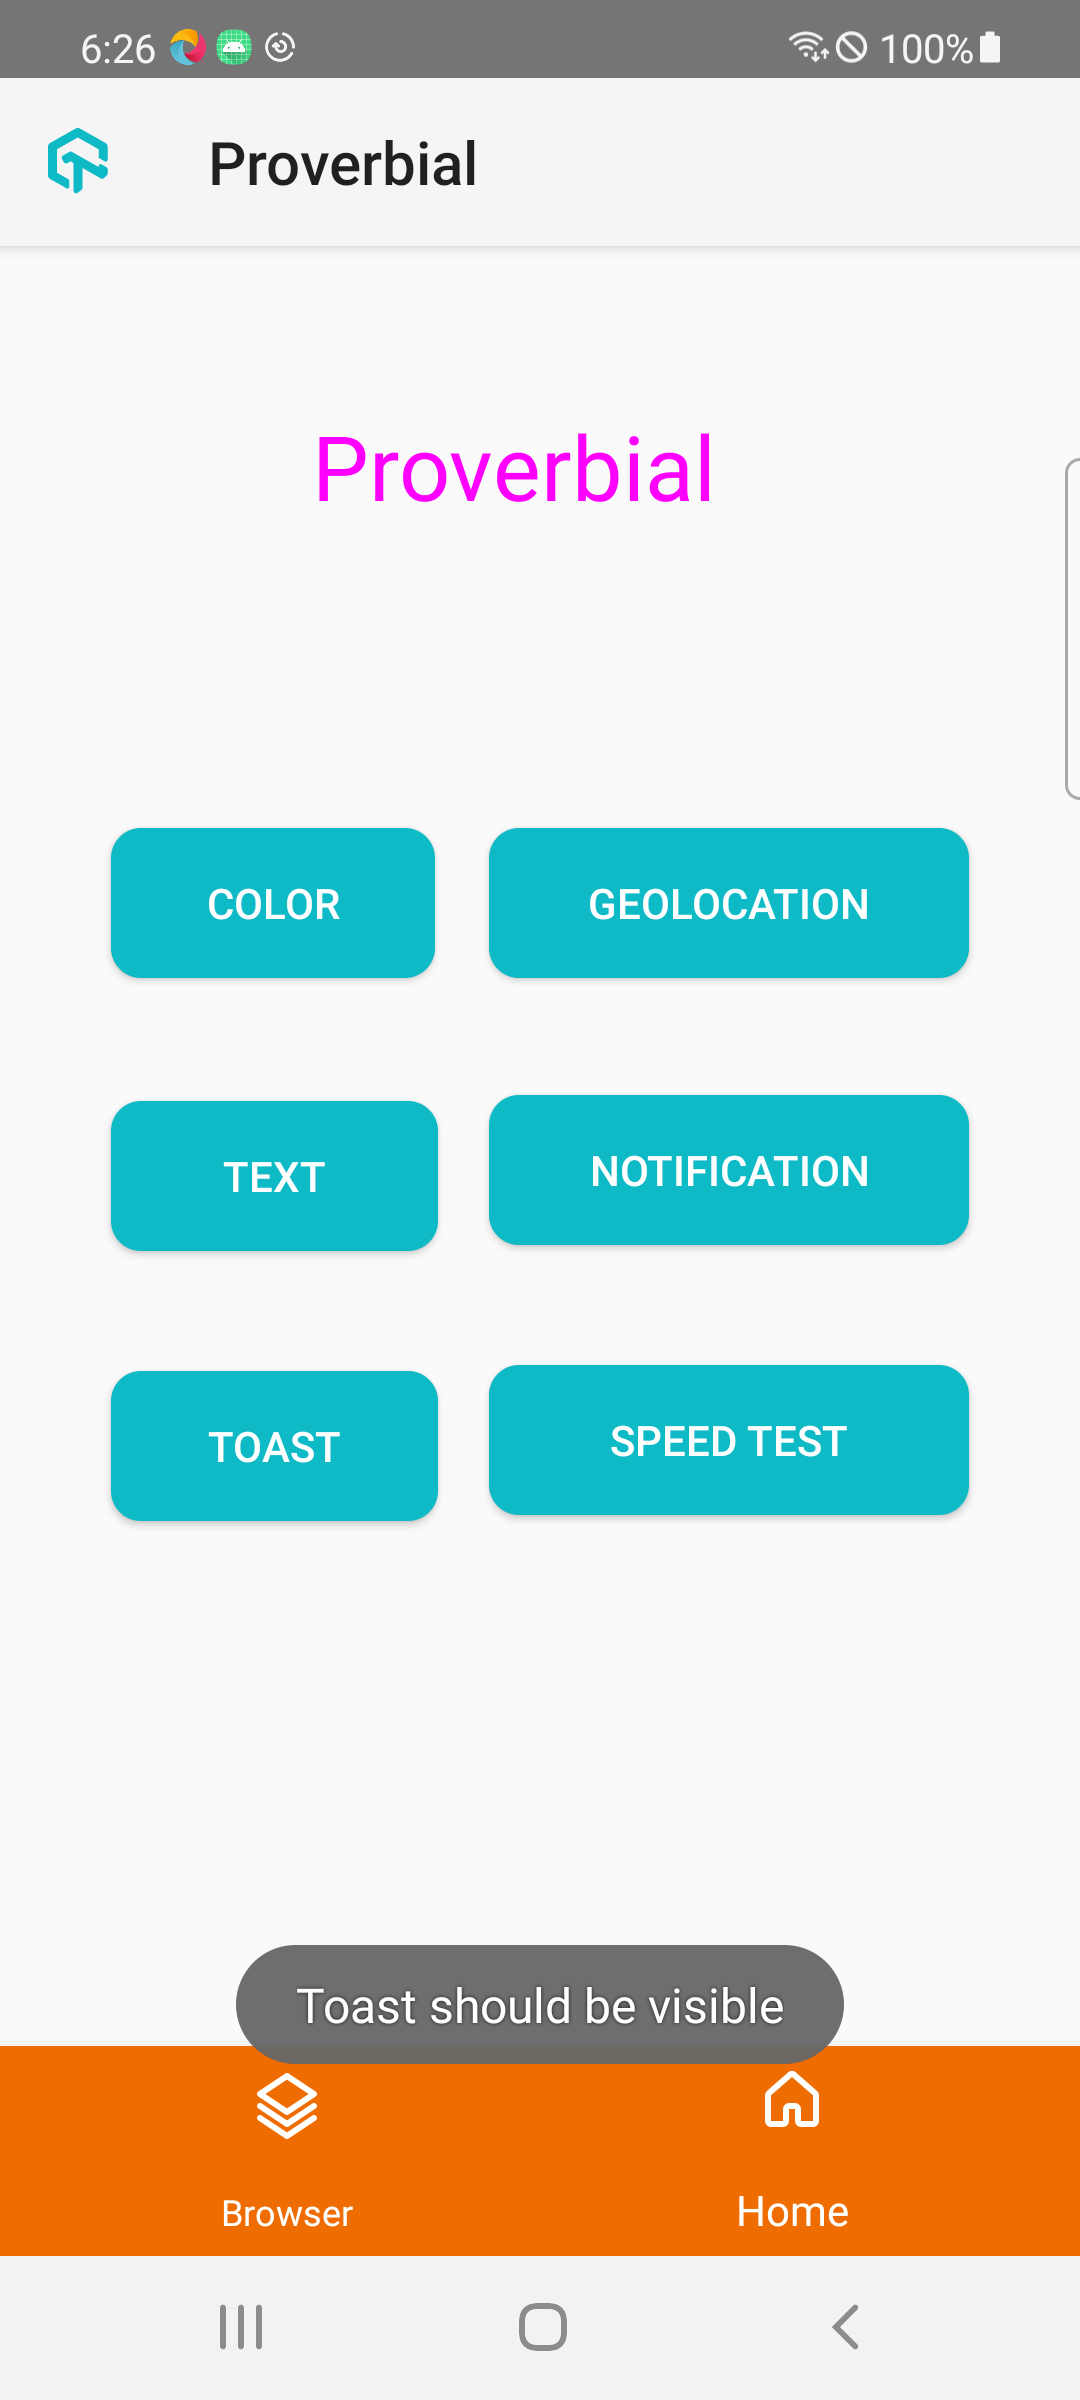 6:26 100%
Proverbial
Proverbial
COLOR GEOLOCATION
TEXT NOTIFICATION
TOAST SPEED TEST
Toast should be visible
Browser Home